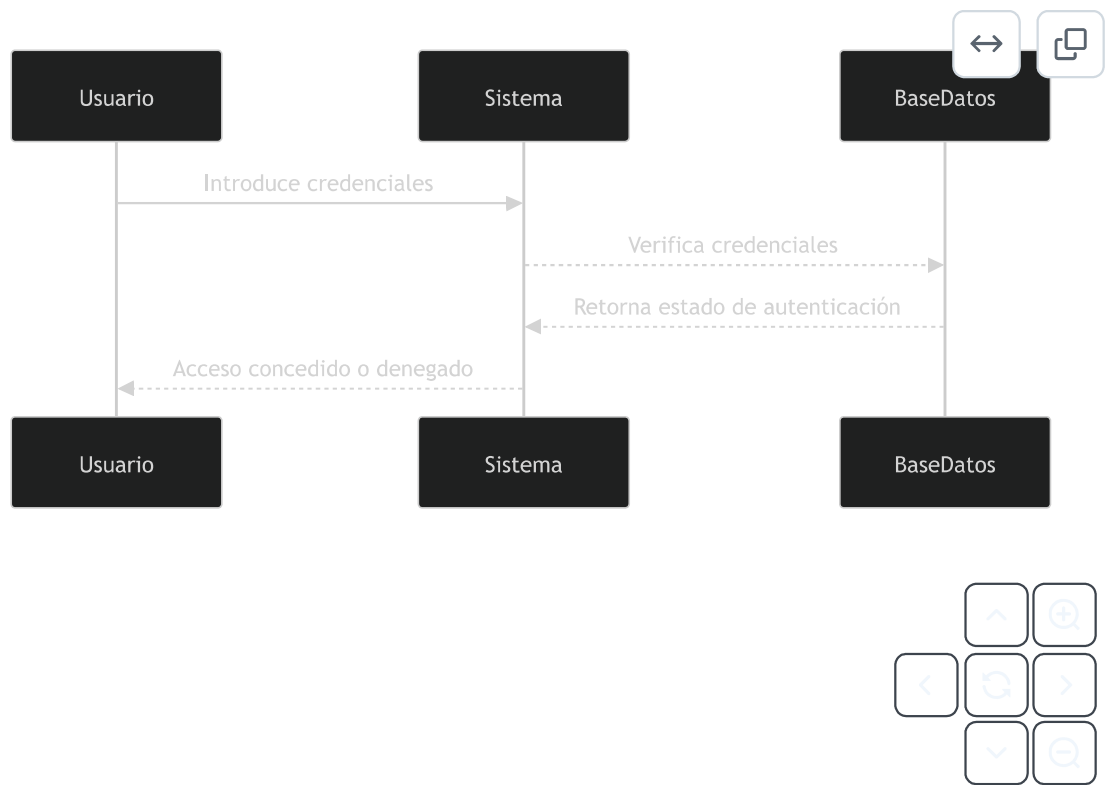 Usuario
Sistema
BaseDatos
Introduce credenciales
Verifica credenciales
Retorna estado de autenticación
Acceso concedido o denegado
Usuario
Sistema
BaseDatos